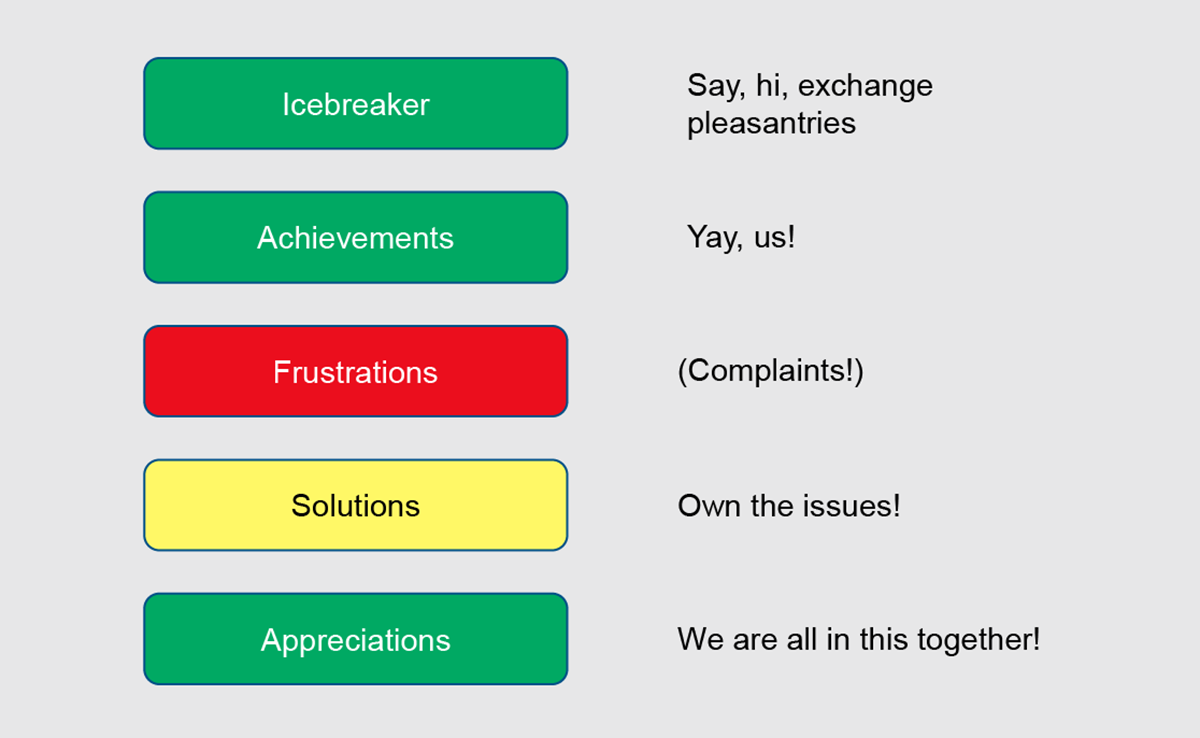 Icebreaker
Say, hi, exchange
pleasantries
Achievements
Yay, us!
Frustrations
(Complaints!)
Solutions
Own the issues!
Appreciations
We are all in this together!